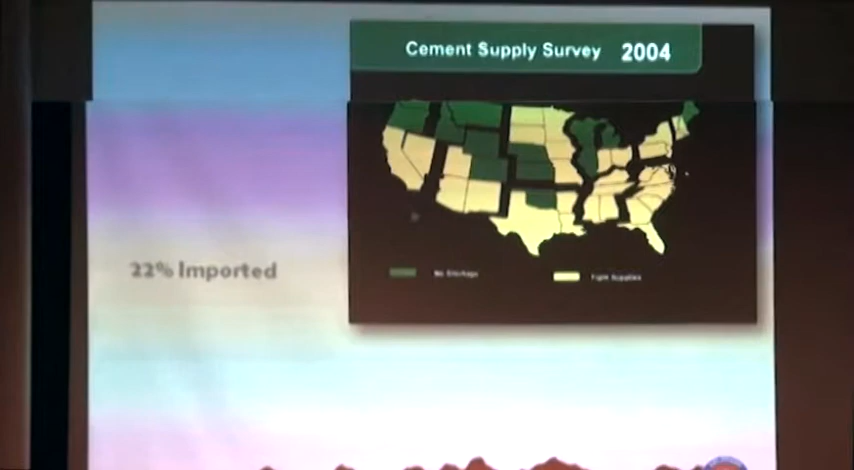 Cement Supply Survey 2004
22% Imported
No Shortage
Tight Supplies